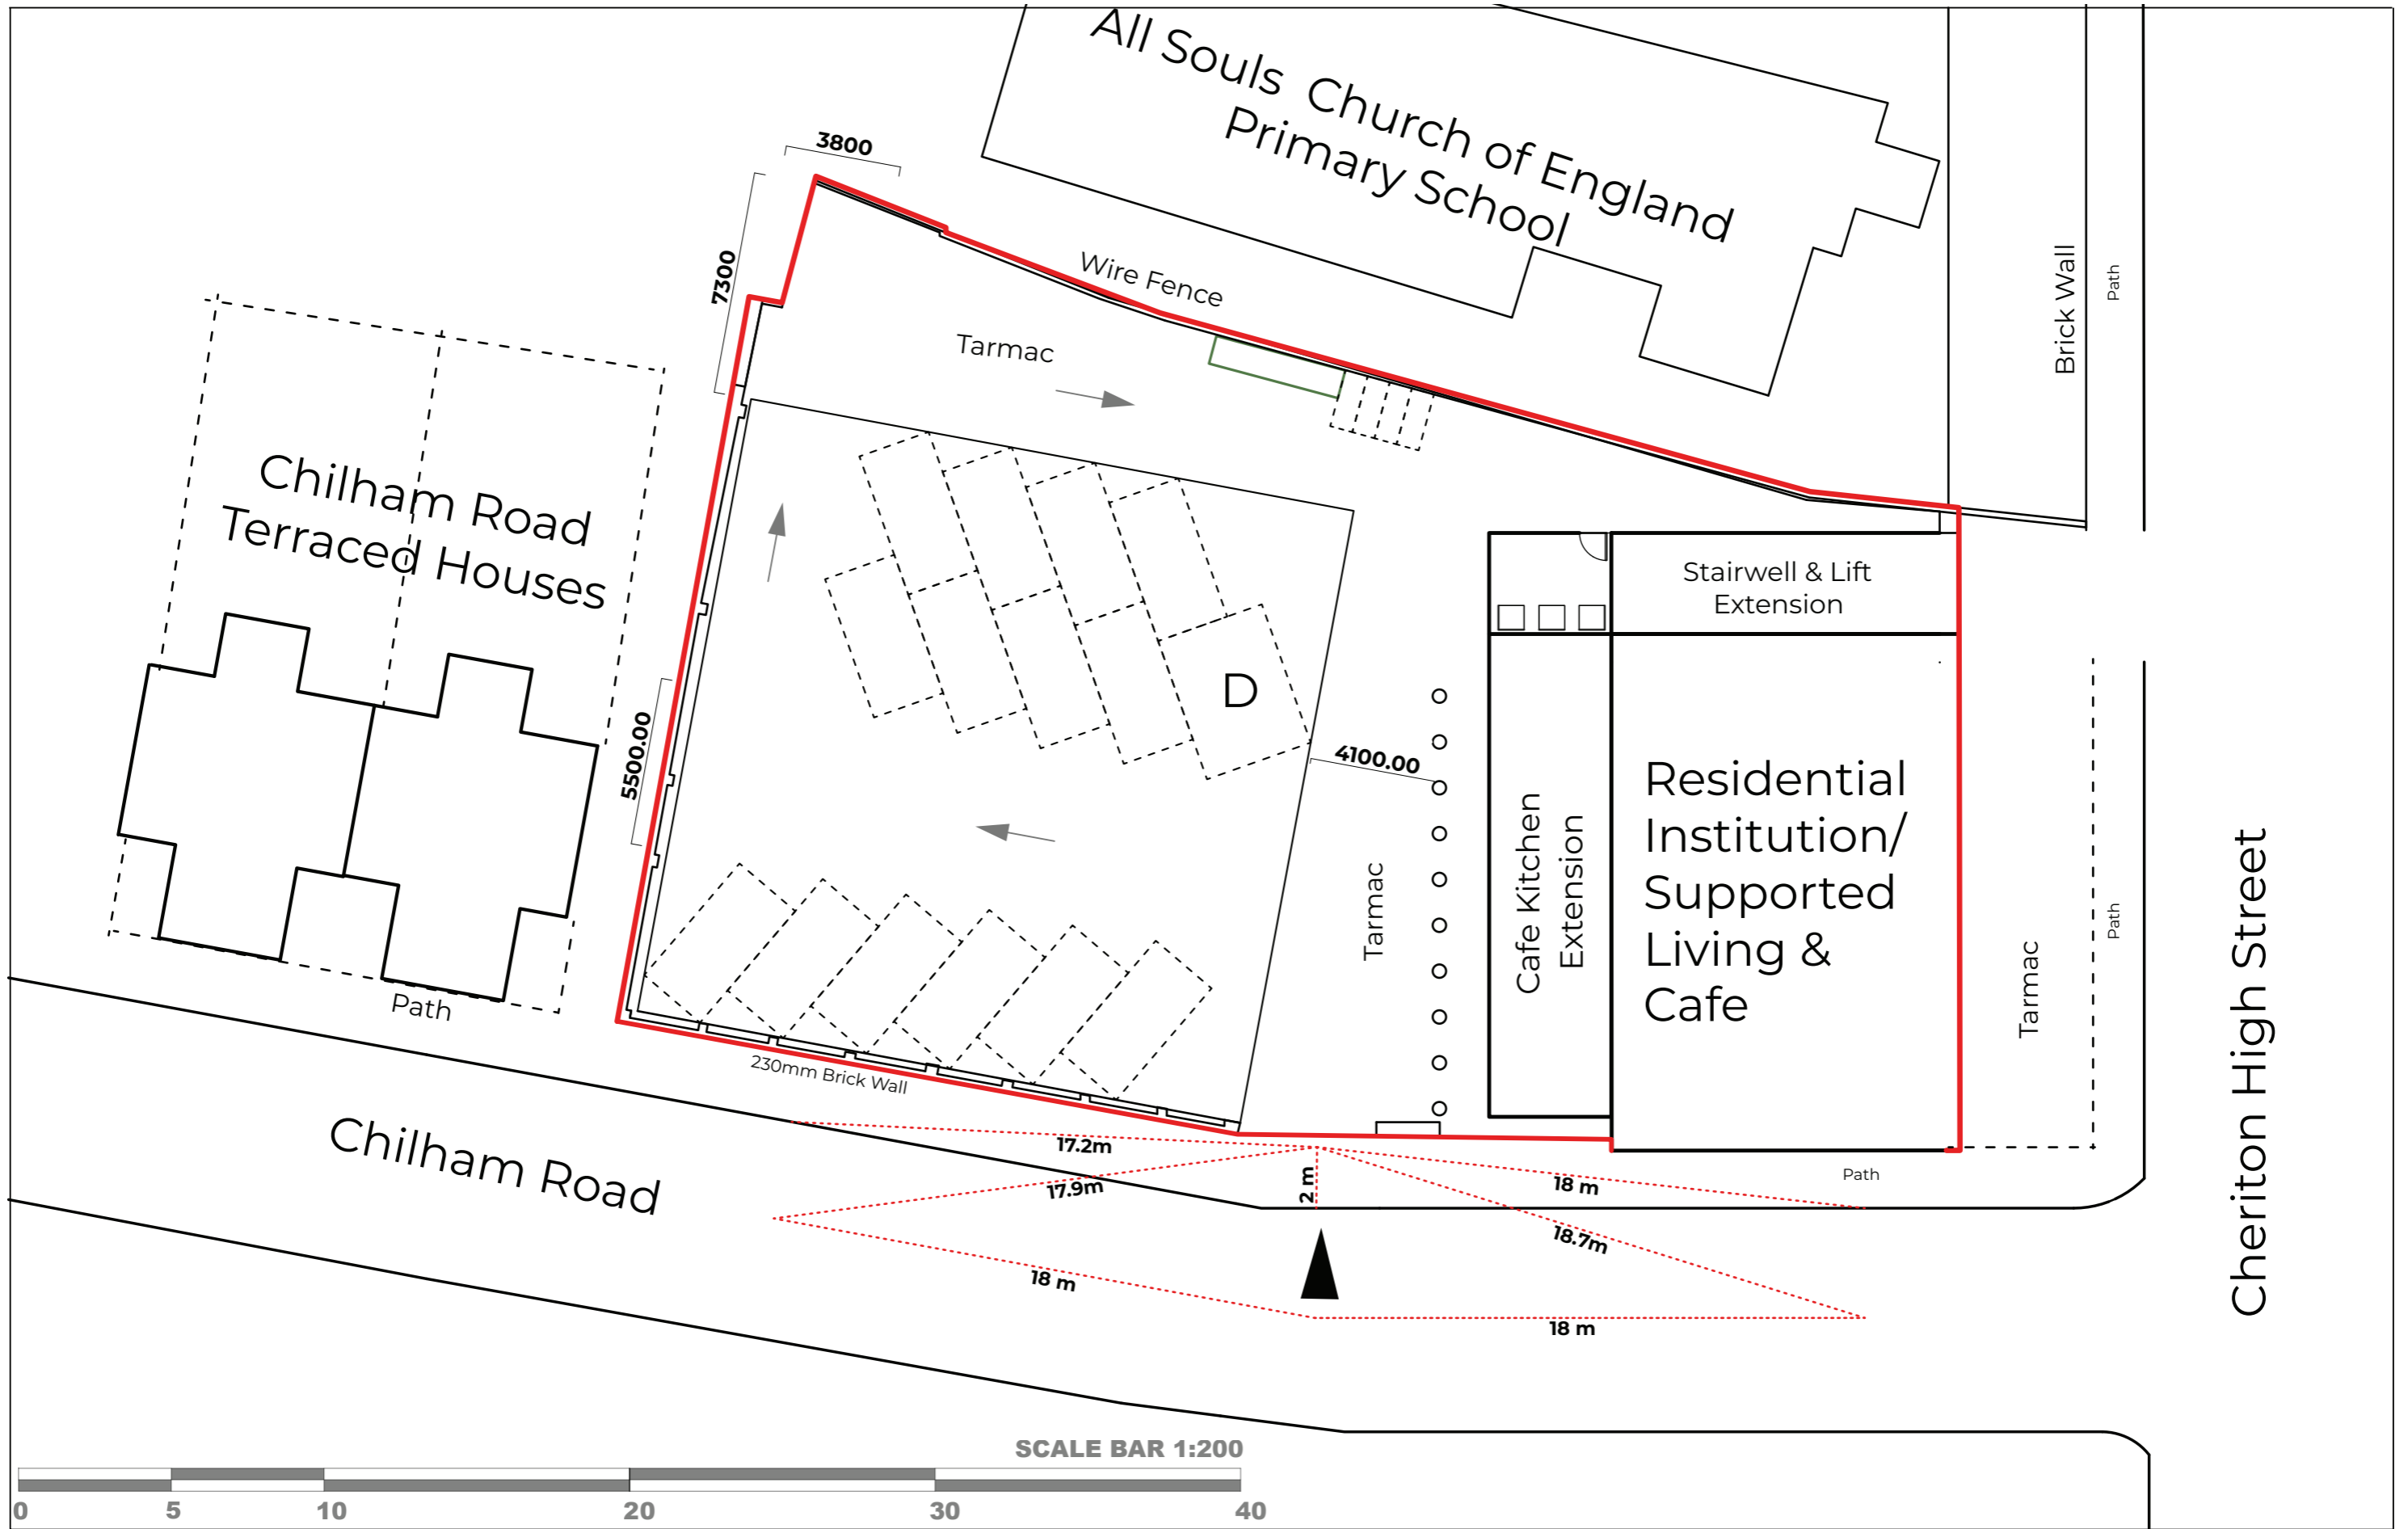 All Souls Church of England
Primary School
3800
7300
Wire Fence
Tarmac
Brick Wall
Path
Chilham Road
Terraced Houses
Stairwell & Lift
Extension
D
5500.00
4100.00
Tarmac
Cafe Kitchen
Extension
Residential
Institution/
Supported
Living &
Cafe
Tarmac
Path
Cheriton High Street
Path
230mm Brick Wall
Chilham Road
17.2m
17.9m
2 m
18 m
18.7m
Path
18 m
18 m
SCALE BAR 1:200
0 5 10 20 30 40